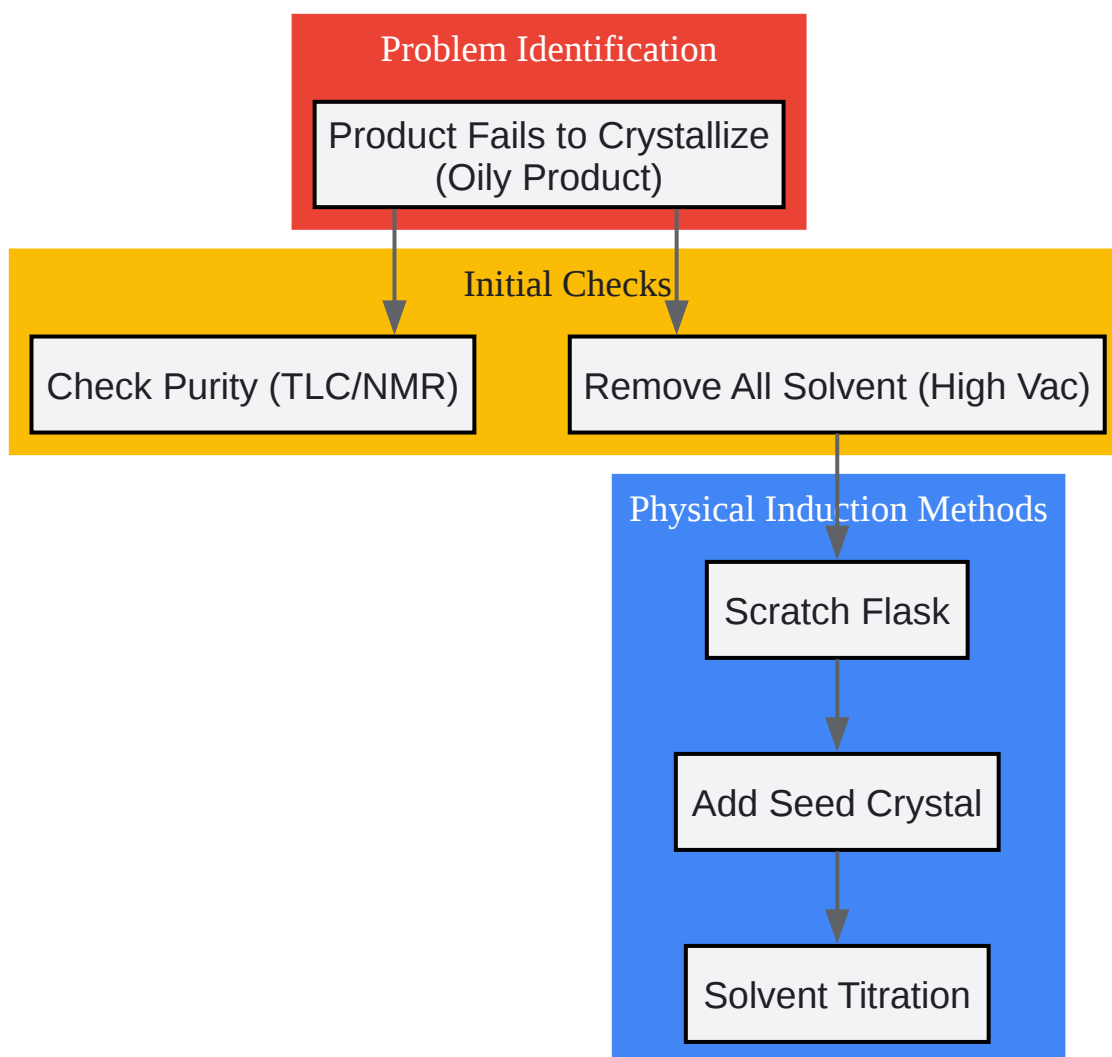 Problem Identification
Product Fails to Crystallize
(Oily Product)
Initial Checks
Check Purity (TLC/NMR)
Remove All Solvent (High Vac)
Physical Induction Methods
Scratch Flask
Add Seed Crystal
Solvent Titration